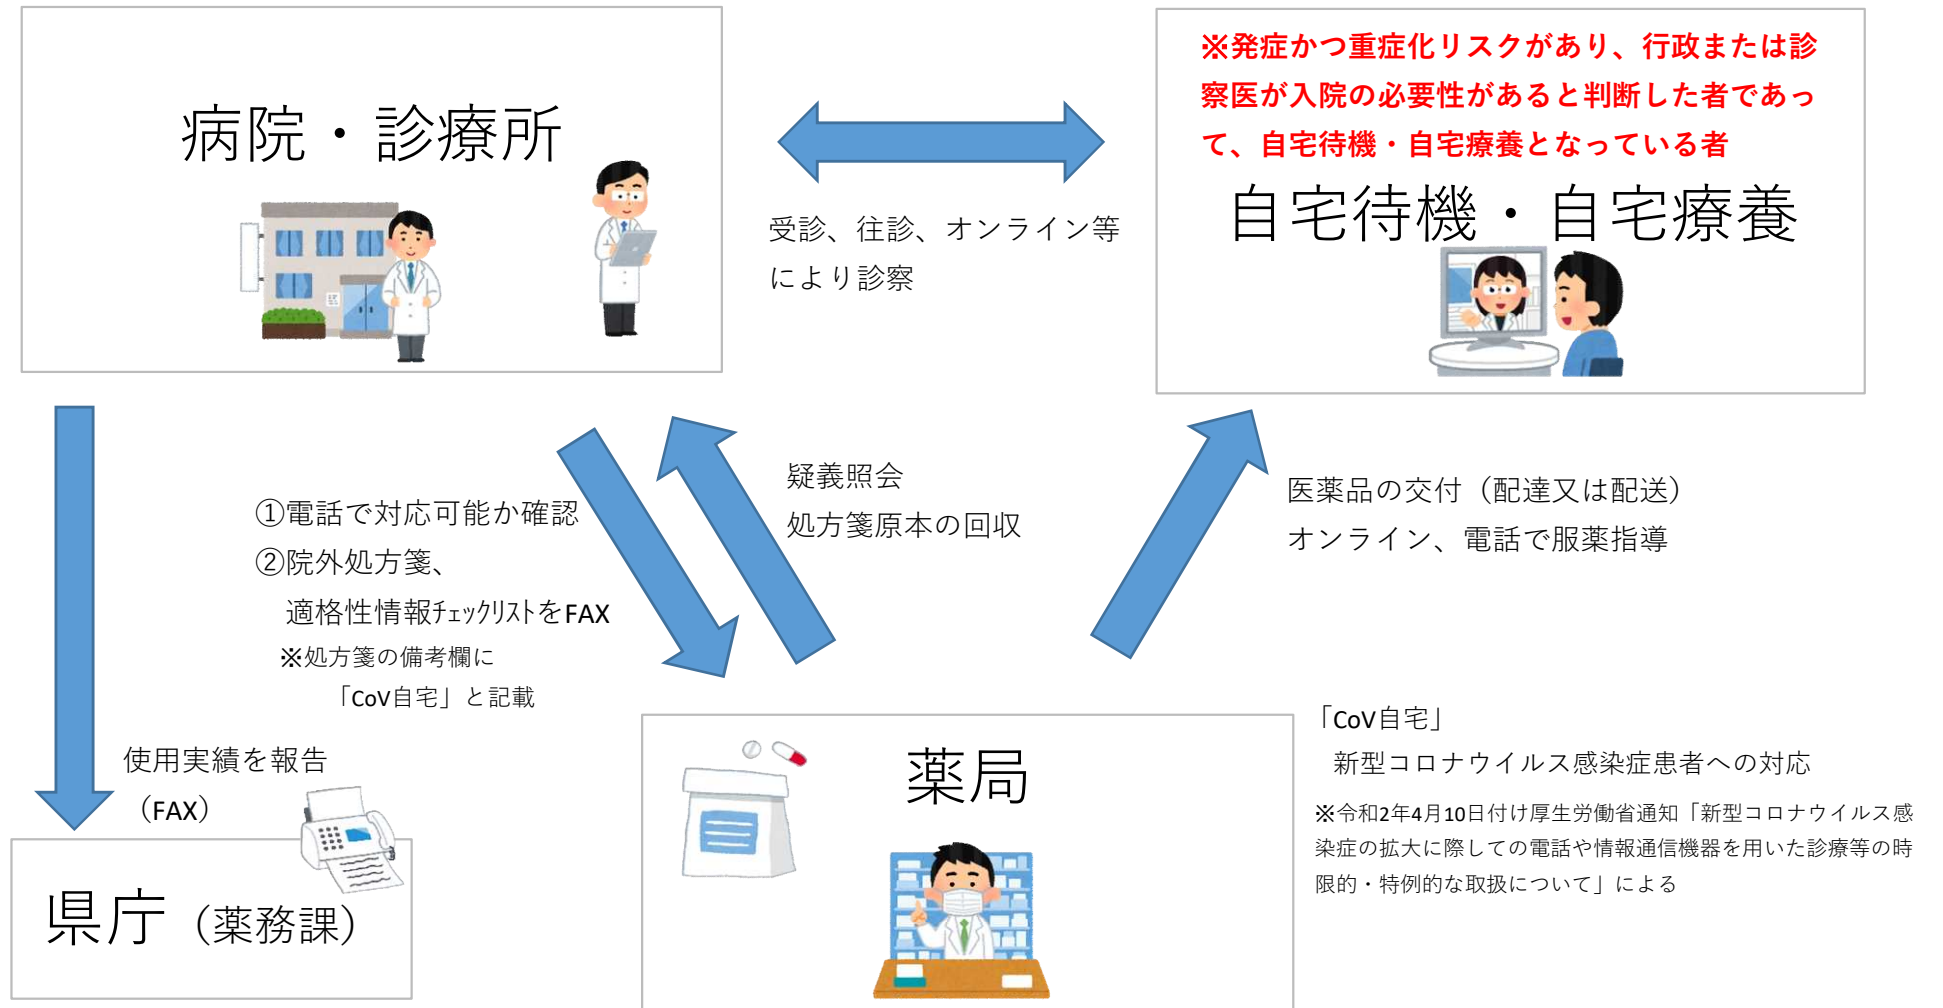 病院・診療所
※発症かつ重症化リスクがあり、行政または診
察医が入院の必要性があると判断した者であっ
て、自宅待機・自宅療養となっている者
自宅待機・自宅療養
受診、往診、オンライン等
により診察
①電話で対応可能か確認
②院外処方箋、
適格性情報ﾁｪｯｸﾘｽﾄをFAX
※処方箋の備考欄に
「CoV自宅」と記載
疑義照会
処方箋原本の回収
医薬品の交付（配達又は配送）
オンライン、電話で服薬指導
使用実績を報告
（FAX）
県庁（薬務課）
薬局
「CoV自宅」
新型コロナウイルス感染症患者への対応
※令和2年4月10日付け厚生労働省通知「新型コロナウイルス感
染症の拡大に際しての電話や情報通信機器を用いた診療等の時
限的・特例的な取扱について」による